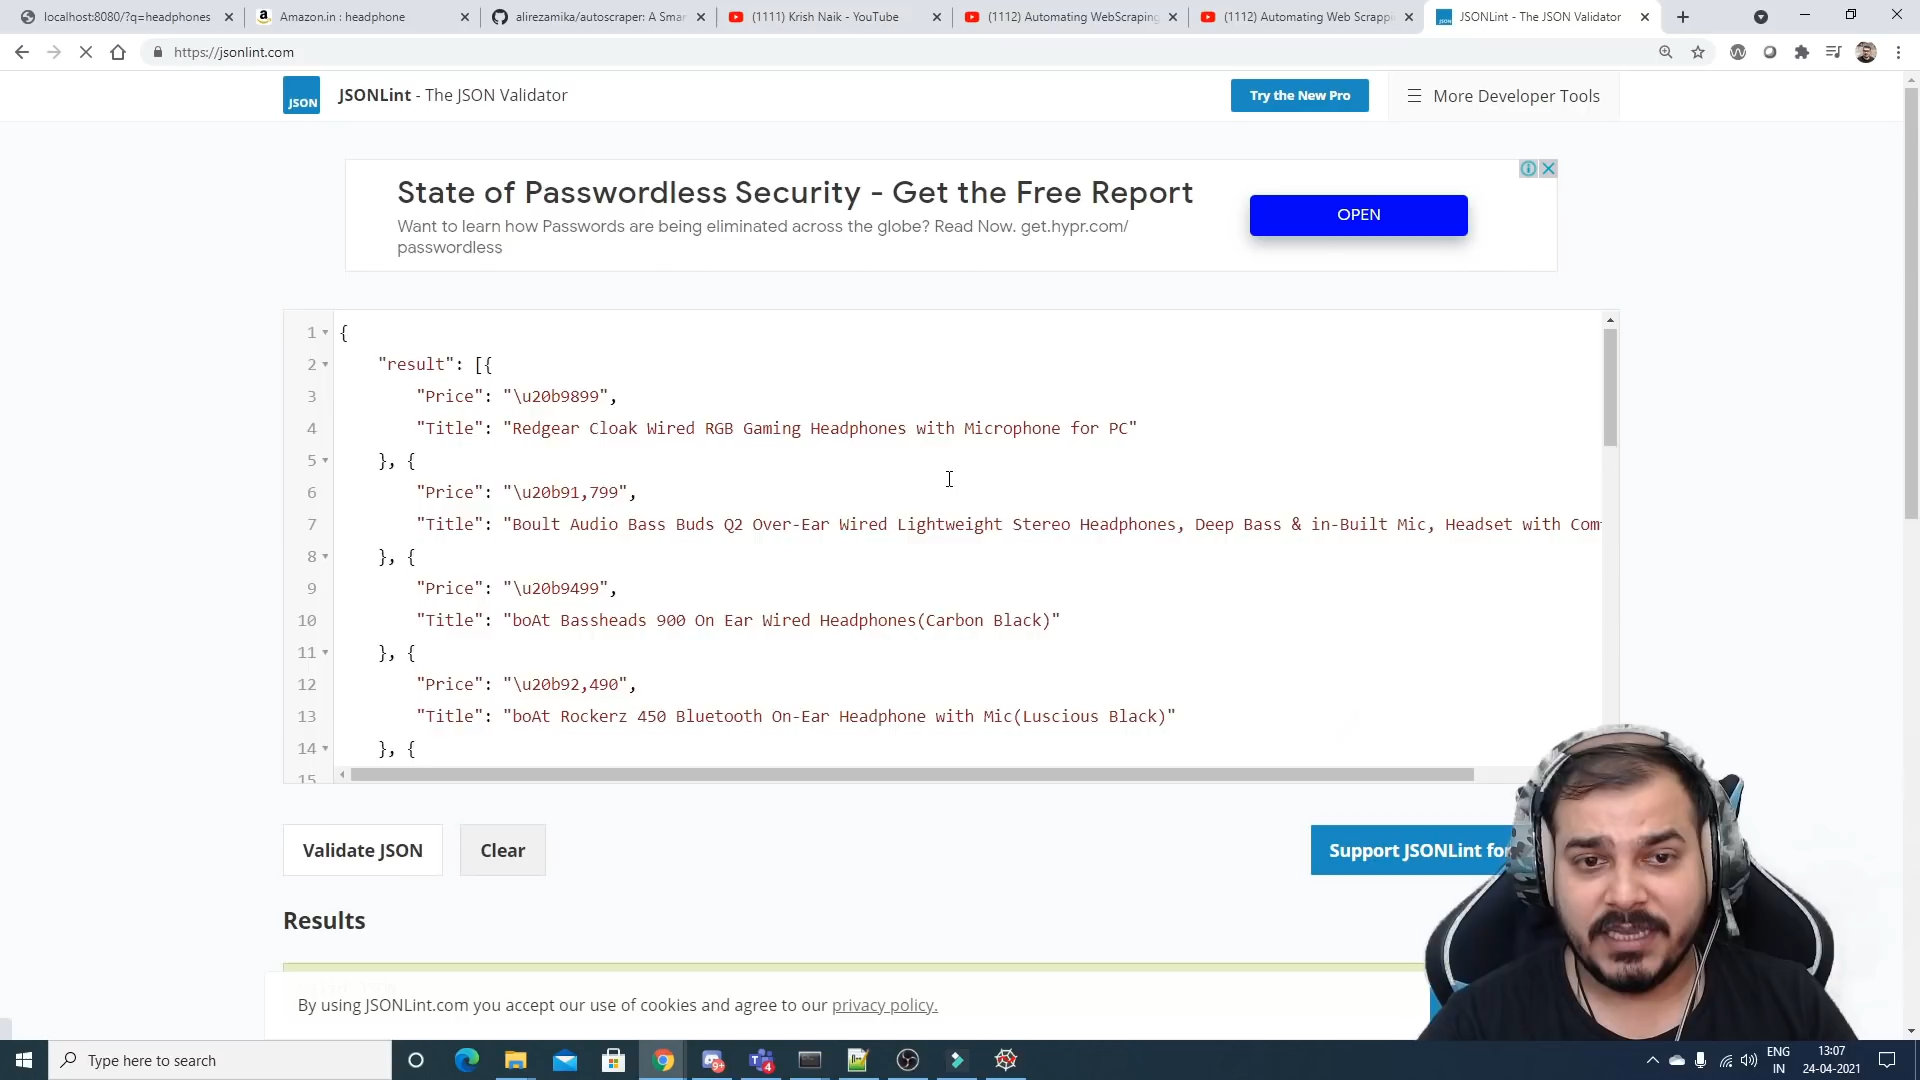 localhost:8080/?q=headphones
Amazon.in : headphone
alirezamika/autoscraper: A Smar
(1111) Krish Naik - YouTube
(1112) Automating WebScraping
(1112) Automating Web Scrappi
JSONLint - The JSON Validator
https://jsonlint.com
JSON
JSONLint - The JSON Validator
Try the New Pro
More Developer Tools
State of Passwordless Security - Get the Free Report
Want to learn how Passwords are being eliminated across the globe? Read Now. get.hypr.com/
passwordless
OPEN
1 {
2 "result": [{
3 "Price": "\u20b9899",
4 "Title": "Redgear Cloak Wired RGB Gaming Headphones with Microphone for PC"
5 }, {
6 "Price": "\u20b91,799",
7 "Title": "Boult Audio Bass Buds Q2 Over-Ear Wired Lightweight Stereo Headphones, Deep Bass & in-Built Mic, Headset with Com
8 }, {
9 "Price": "\u20b9499",
10 "Title": "boAt Bassheads 900 On Ear Wired Headphones(Carbon Black)"
11 }, {
12 "Price": "\u20b92,490",
13 "Title": "boAt Rockerz 450 Bluetooth On-Ear Headphone with Mic(Luscious Black)"
14 }, {
15
Validate JSON
Clear
Support JSONLint for
Results
By using JSONLint.com you accept our use of cookies and agree to our privacy policy.
Type here to search
9+
4
ENG
IN
13:07
24-04-2021